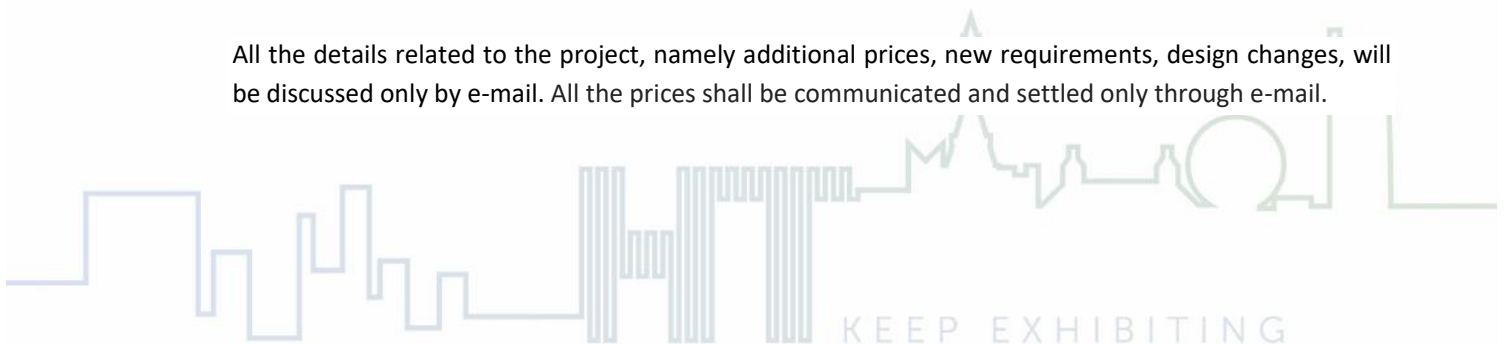 All the details related to the project, namely additional prices, new requirements, design changes, will
be discussed only by e-mail. All the prices shall be communicated and settled only through e-mail.
KEEP EXHIBITING